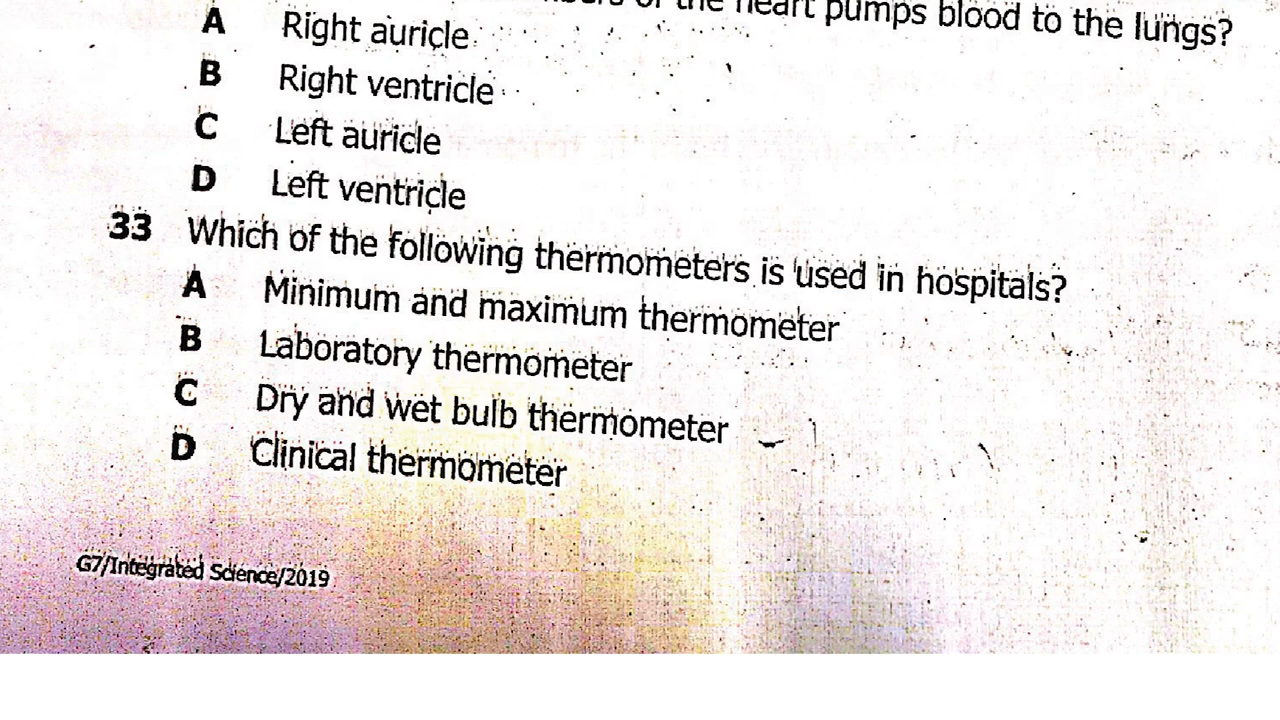 of the heart pumps blood to the lungs?
A Right auricle
B Right ventricle
C Left auricle
D Left ventricle
33 Which of the following thermometers is used in hospitals?
A Minimum and maximum thermometer
B Laboratory thermometer
C Dry and wet bulb thermometer
D Clinical thermometer
G7/Integrated Science/2019